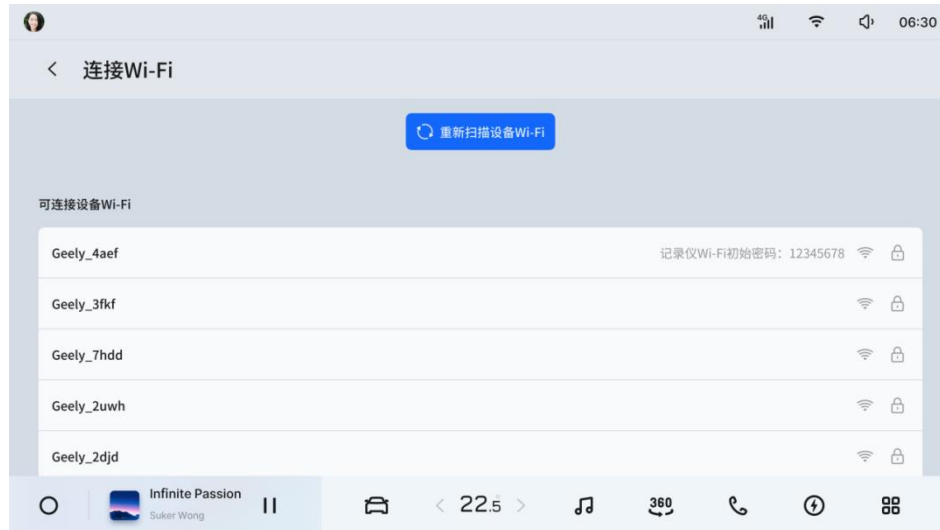 4G
06:30
连接Wi-Fi
重新扫描设备Wi-Fi
可连接设备Wi-Fi
Geely_4aef 记录仪Wi-Fi初始密码：12345678
Geely_3fkf
Geely_7hdd
Geely_2uwh
Geely_2djd
Infinite Passion
Suker Wong
22.5
360